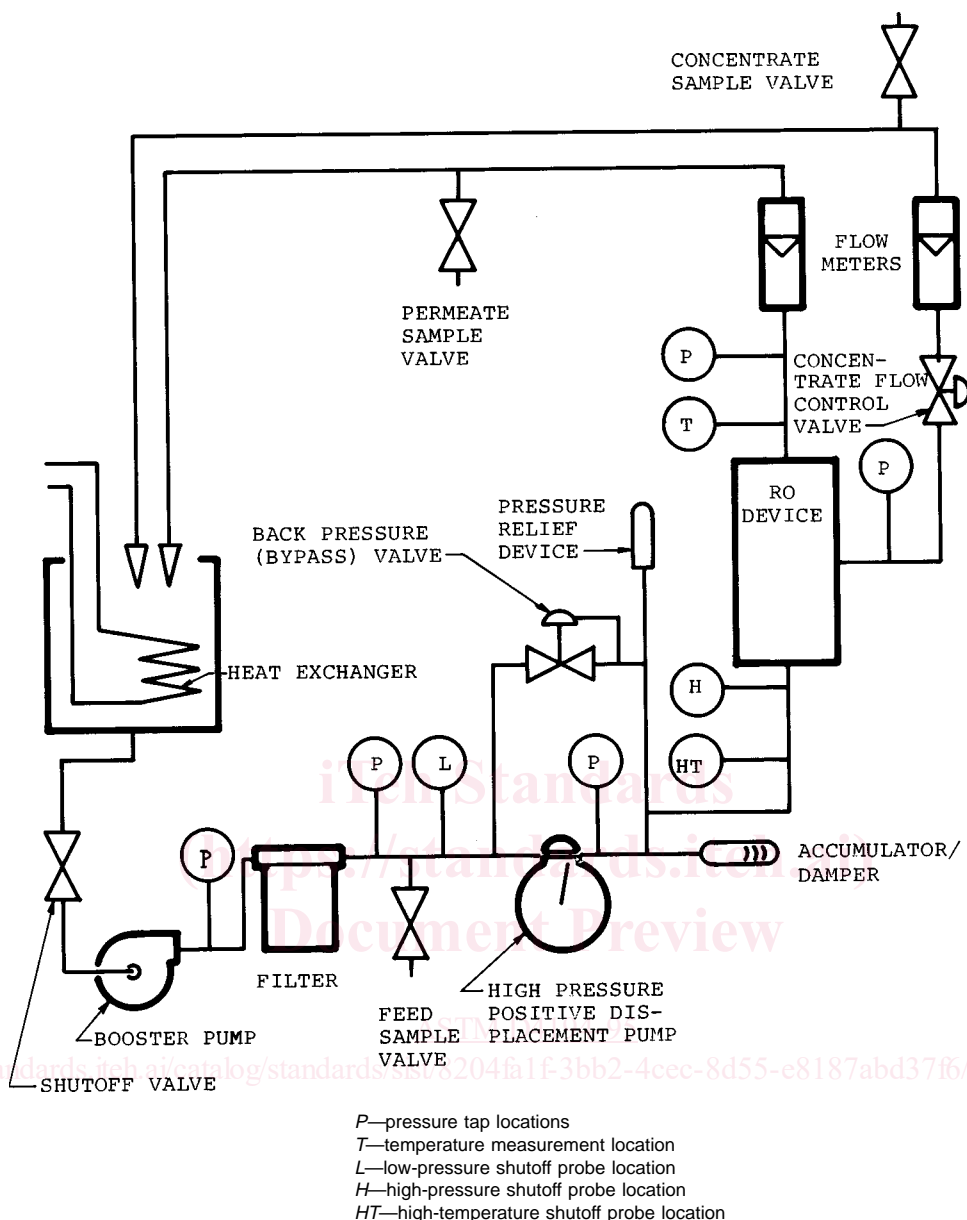 CONCENTRATE
SAMPLE VALVE
FLOW
METERS
PERMEATE
SAMPLE
VALVE
P
CONCEN-
TRATE FLOW
CONTROL
VALVE
T
P
RO
DEVICE
PRESSURE
RELIEF
DEVICE
BACK PRESSURE
(BYPASS) VALVE
HEAT EXCHANGER
H
HT
P
L
P
iTeh Standards
P
(https://standards.iteh.ai)
ACCUMULATOR/
DAMPER
Document Preview
FILTER
HIGH PRESSURE
POSITIVE DIS-
PLACEMENT PUMP
FEED
SAMPLE
VALVE
BOOSTER PUMP
SHUTOFF VALVE
P—pressure tap locations
T—temperature measurement location
L—low-pressure shutoff probe location
H—high-pressure shutoff probe location
HT—high-temperature shutoff probe location